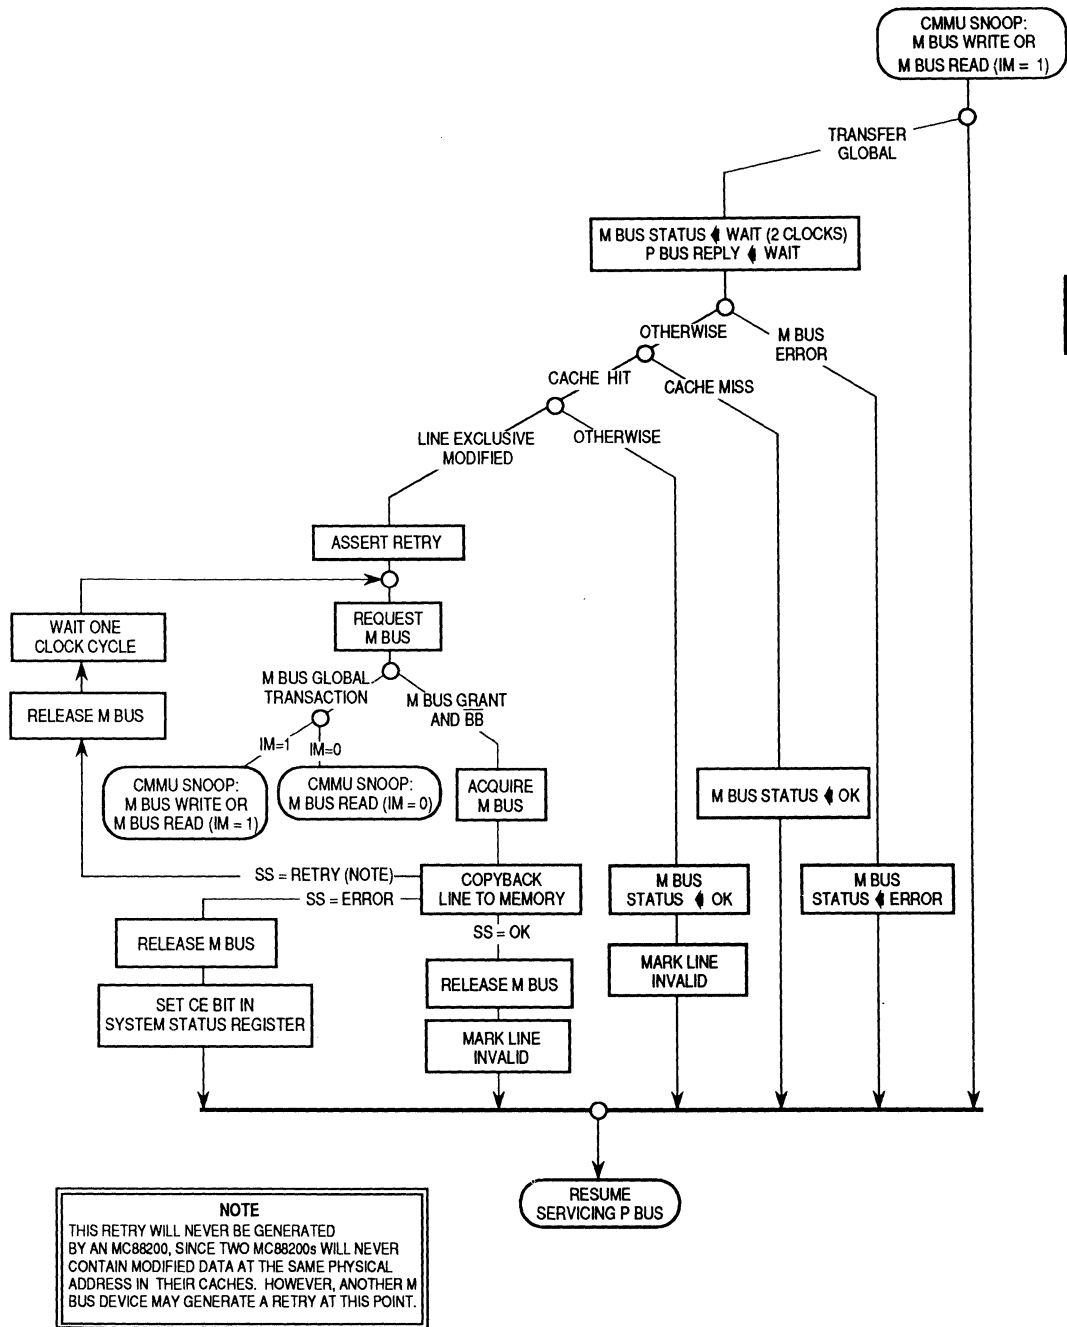 CMMU SNOOP:
M BUS WRITE OR
M BUS READ (IM = 1)
TRANSFER
GLOBAL
M BUS STATUS WAIT (2 CLOCKS)
P BUS REPLY WAIT
OTHERWISE
M BUS
ERROR
CACHE HIT
CACHE MISS
LINE EXCLUSIVE
MODIFIED
OTHERWISE
ASSERT RETRY
WAIT ONE
CLOCK CYCLE
REQUEST
M BUS
M BUS GLOBAL
TRANSACTION
M BUS GRANT
AND B̅B̅
RELEASE M BUS
IM=1
IM=0
CMMU SNOOP:
M BUS WRITE OR
M BUS READ (IM = 1)
CMMU SNOOP:
M BUS READ (IM = 0)
ACQUIRE
M BUS
M BUS STATUS OK
SS = RETRY (NOTE)
SS = ERROR
COPYBACK
LINE TO MEMORY
M BUS
STATUS OK
M BUS
STATUS ERROR
SS = OK
RELEASE M BUS
MARK LINE
INVALID
RELEASE M BUS
SET CE BIT IN
SYSTEM STATUS REGISTER
MARK LINE
INVALID
RESUME
SERVICING P BUS
NOTE
THIS RETRY WILL NEVER BE GENERATED
BY AN MC88200, SINCE TWO MC88200s WILL NEVER
CONTAIN MODIFIED DATA AT THE SAME PHYSICAL
ADDRESS IN THEIR CACHES. HOWEVER, ANOTHER M
BUS DEVICE MAY GENERATE A RETRY AT THIS POINT.